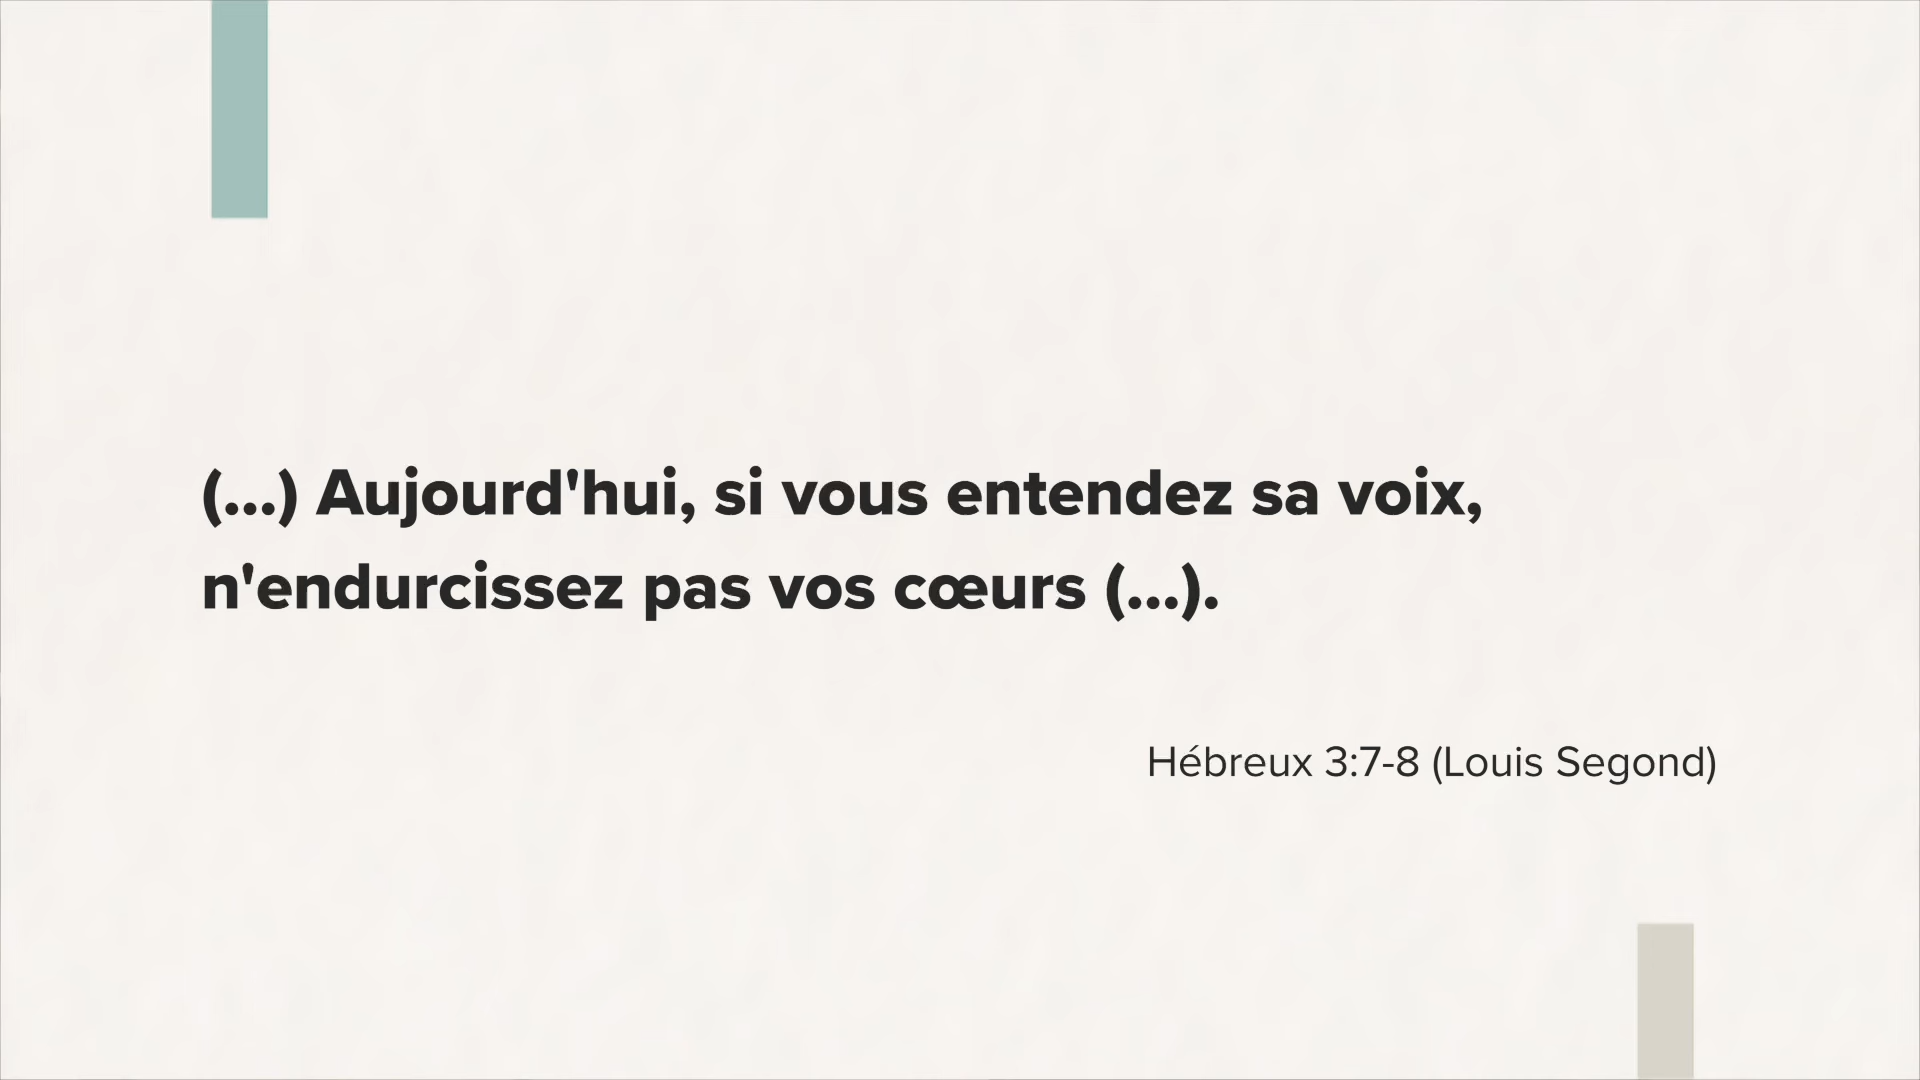 (...) Aujourd'hui, si vous entendez sa voix,
n'endurcissez pas vos cœurs (...).
Hébreux 3:7-8 (Louis Segond)